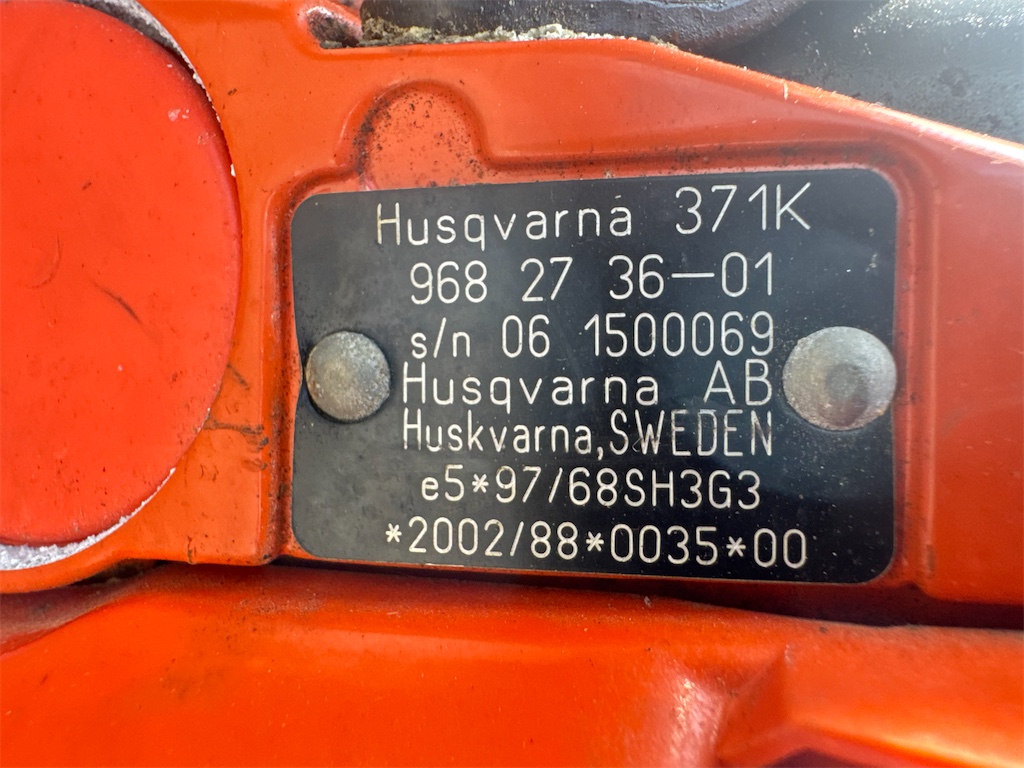 Husqvarna 371K
968 27 36-01
s/n 06 1500069
Husqvarna AB
Huskvarna, SWEDEN
e5*97/68SH3G3
*2002/88*0035*00